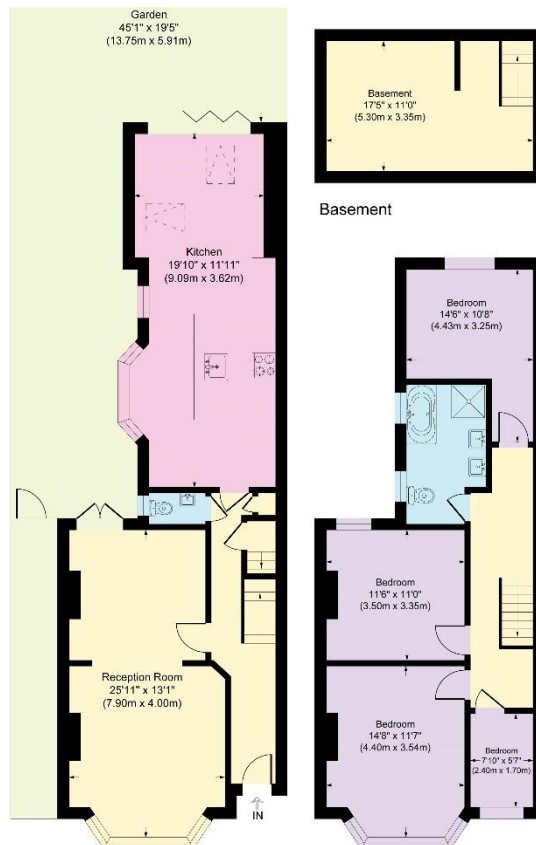 Garden
45'1" x 19'5"
(13.75m x 5.91m)
Basement
17'5" x 11'0"
(5.30m x 3.35m)
Basement
Kitchen
19'10" x 11'11"
(9.09m x 3.62m)
Bedroom
14'6" x 10'8"
(4.43m x 3.25m)
Bedroom
11'6" x 11'0"
(3.50m x 3.35m)
Reception Room
25'11" x 13'1"
(7.90m x 4.00m)
Bedroom
14'8" x 11'7"
(4.40m x 3.54m)
Bedroom
7'10" x 5'7"
(2.40m x 1.70m)
IN